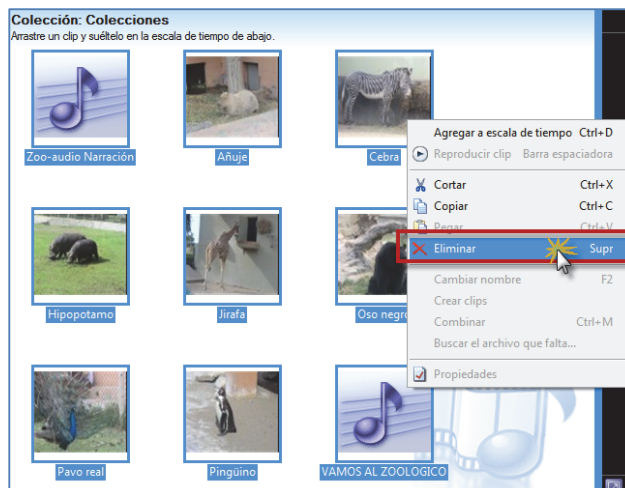 Colección: Colecciones
Arrastre un clip y suéltelo en la escala de tiempo de abajo.
Zoo-audio Narración
Añuje
Cebra
Agregar a escala de tiempo Ctrl+D
Reproducir clip Barra espaciadora
Cortar Ctrl+X
Copiar Ctrl+C
Pegar Ctrl+V
Eliminar Supr
Cambiar nombre F2
Crear clips
Combinar Ctrl+M
Buscar el archivo que falta...
Propiedades
Hipopotamo
Jirafa
Oso negro
Pavo real
Pingüino
VAMOS AL ZOOLOGICO